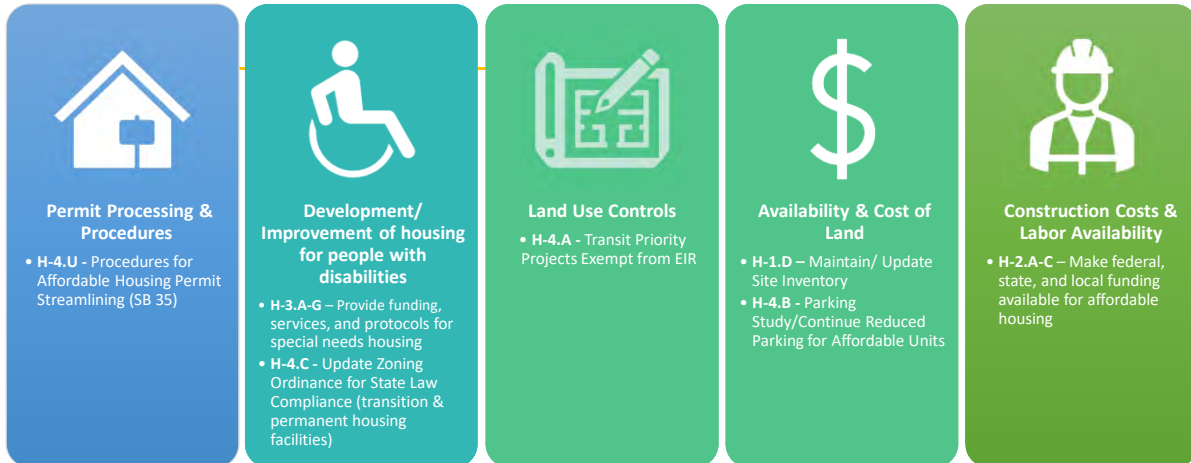 Permit Processing &
Procedures
• H-4.U - Procedures for
Affordable Housing Permit
Streamlining (SB 35)
Development/
Improvement of housing
for people with
disabilities
• H-3.A-G – Provide funding,
services, and protocols for
special needs housing
• H-4.C - Update Zoning
Ordinance for State Law
Compliance (transition &
permanent housing
facilities)
Land Use Controls
• H-4.A - Transit Priority
Projects Exempt from EIR
Availability & Cost of
Land
• H-1.D – Maintain/ Update
Site Inventory
• H-4.B - Parking
Study/Continue Reduced
Parking for Affordable Units
Construction Costs &
Labor Availability
• H-2.A-C – Make federal,
state, and local funding
available for affordable
housing